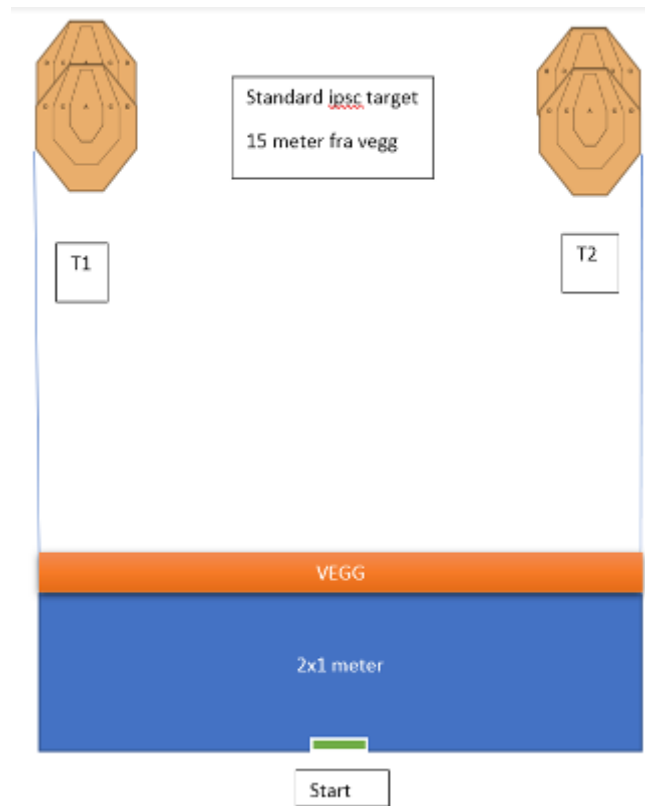 Standard ipsc target
15 meter fra vegg
T1
T2
VEGG
2x1 meter
Start